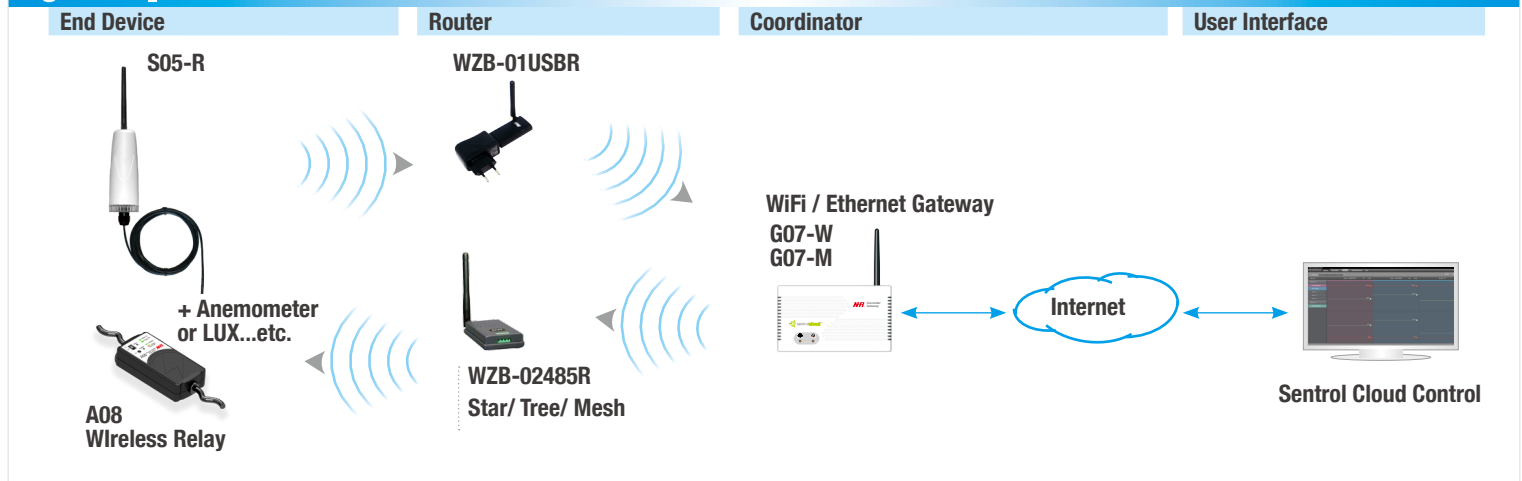 End Device
Router
Coordinator
User Interface
S05-R
WZB-01USBR
+ Anemometer
or LUX...etc.
A08
WIreless Relay
WZB-02485R
Star/ Tree/ Mesh
WiFi / Ethernet Gateway
G07-W
G07-M
Internet
Sentrol Cloud Control